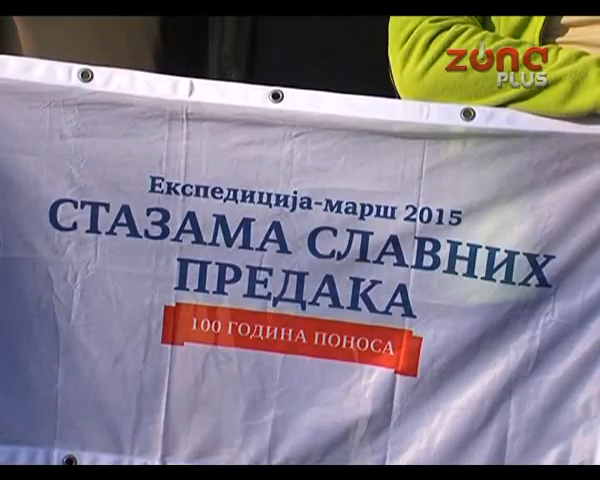 zona
PLUS
Експедиција-марш 2015
СТАЗАМА СЛАВНИХ
ПРЕДАКА
100 ГОДИНА ПОНОСА